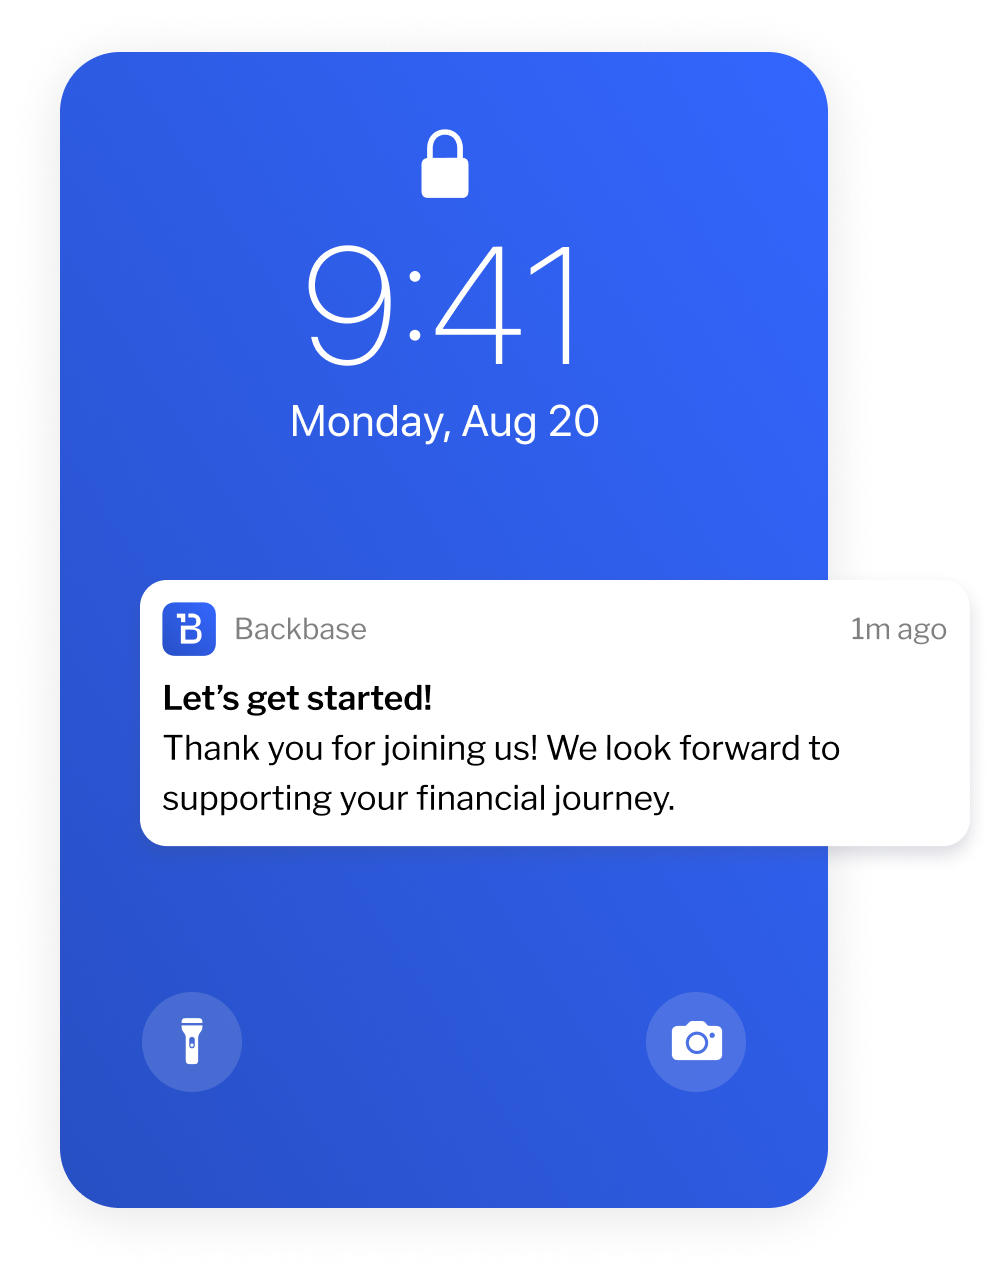 9:41
Monday, Aug 20
B
Backbase
1m ago
Let’s get started!
Thank you for joining us! We look forward to
supporting your financial journey.